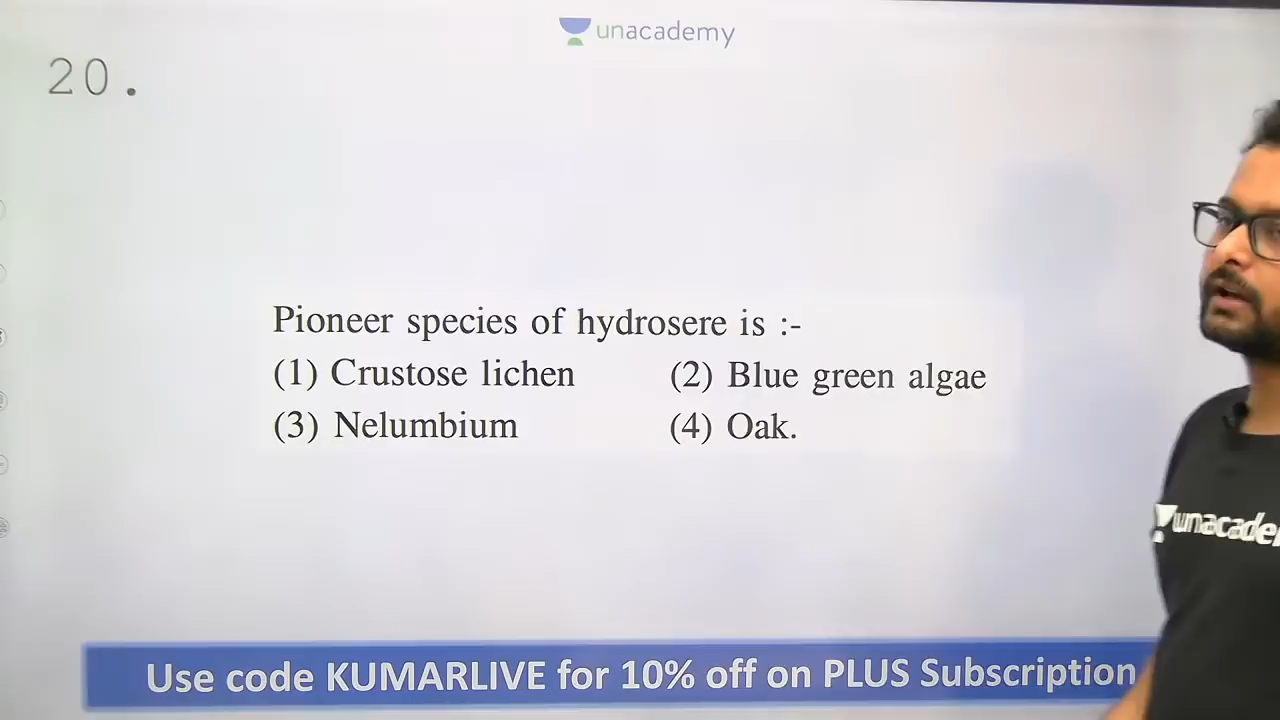 unacademy
20.
Pioneer species of hydrosere is :-
(1) Crustose lichen (2) Blue green algae
(3) Nelumbium (4) Oak.
unacade
Use code KUMARLIVE for 10% off on PLUS Subscription